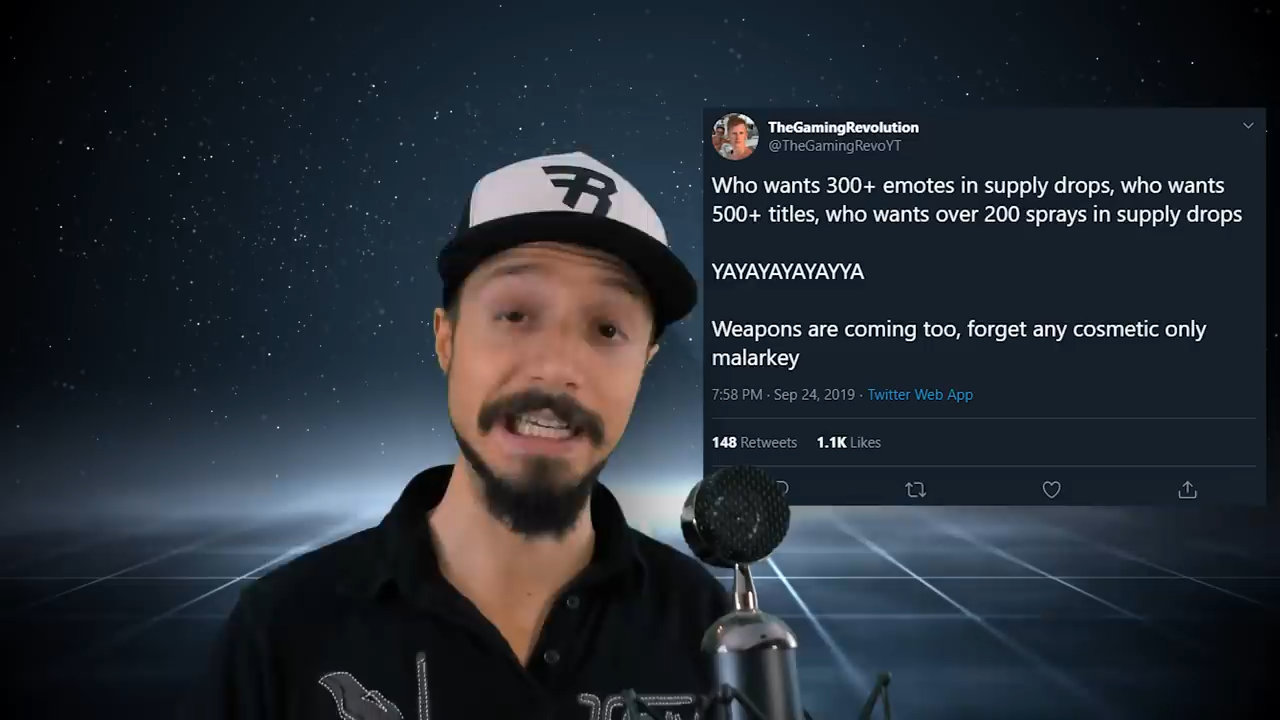 TheGamingRevolution
@TheGamingRevoYT
Who wants 300+ emotes in supply drops, who wants
500+ titles, who wants over 200 sprays in supply drops
YAYAYAYAYAYYA
Weapons are coming too, forget any cosmetic only
malarkey
7:58 PM · Sep 24, 2019 · Twitter Web App
148 Retweets 1.1K Likes
R